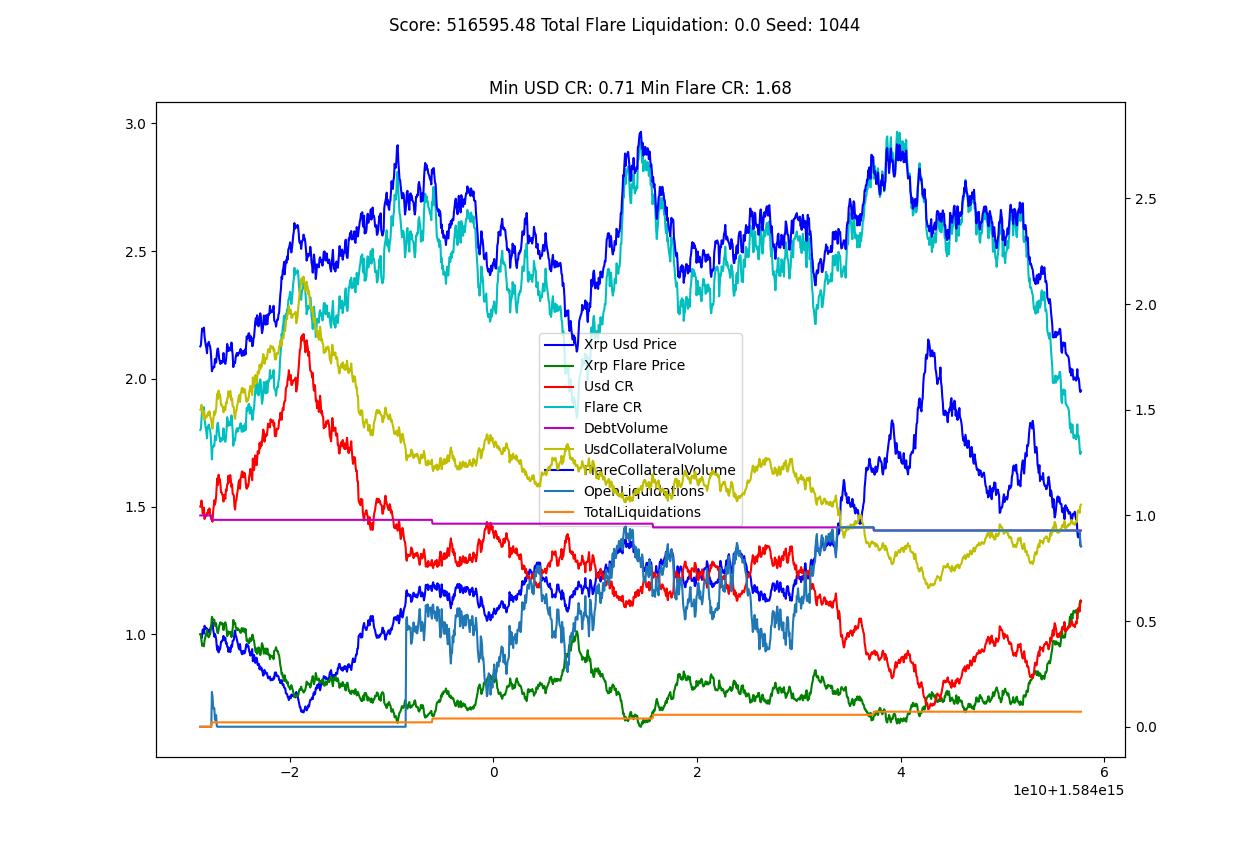 Score: 516595.48 Total Flare Liquidation: 0.0 Seed: 1044
Min USD CR: 0.71 Min Flare CR: 1.68
3.0
2.5
2.0
1.5
1.0
2.5
2.0
1.5
1.0
0.5
0.0
Xrp Usd Price
Xrp Flare Price
Usd CR
Flare CR
DebtVolume
UsdCollateralVolume
FlareCollateralVolume
OpenLiquidations
TotalLiquidations
−2 0 2 4 6
1e10+1.584e15